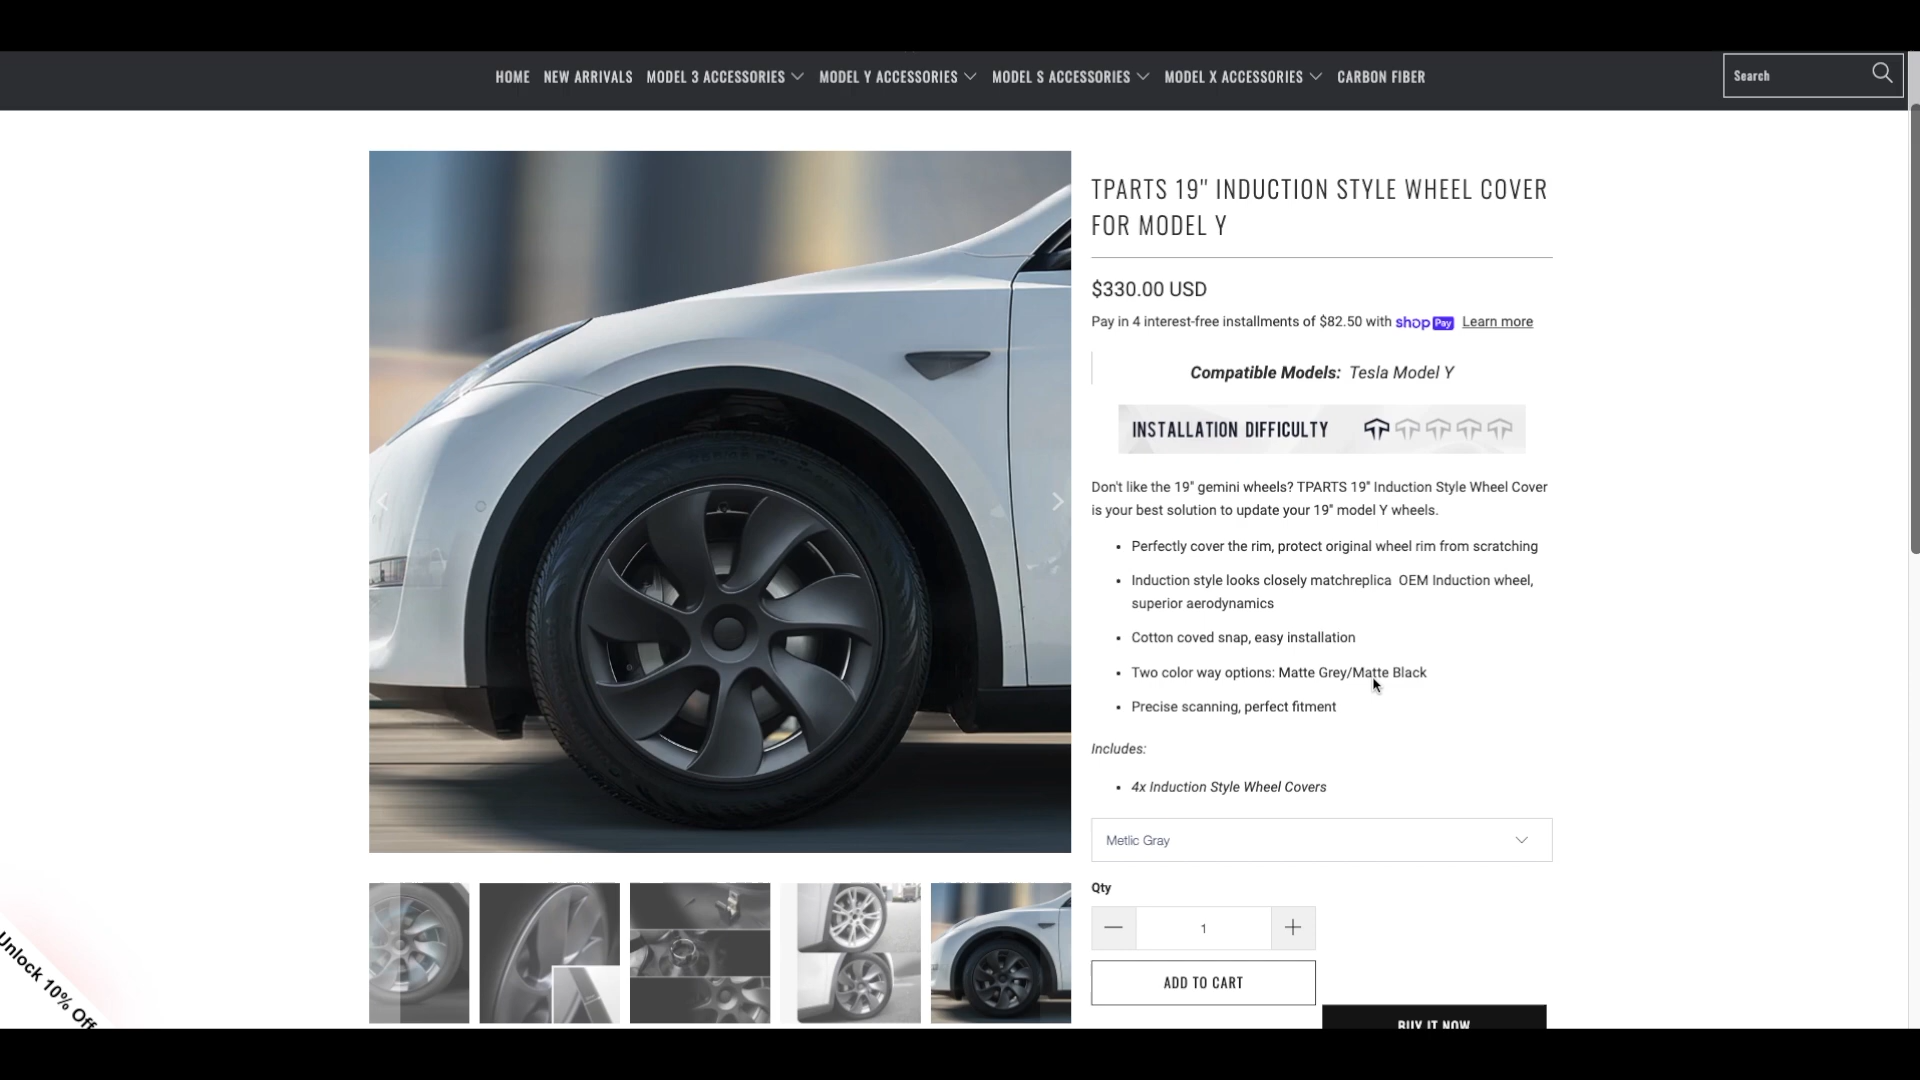 HOME NEW ARRIVALS MODEL 3 ACCESSORIES MODEL Y ACCESSORIES MODEL S ACCESSORIES MODEL X ACCESSORIES CARBON FIBER
Search
TPARTS 19" INDUCTION STYLE WHEEL COVER
FOR MODEL Y
$330.00 USD
Pay in 4 interest-free installments of $82.50 with shop Pay Learn more
Compatible Models: Tesla Model Y
INSTALLATION DIFFICULTY
Don't like the 19" gemini wheels? TPARTS 19" Induction Style Wheel Cover
is your best solution to update your 19" model Y wheels.
• Perfectly cover the rim, protect original wheel rim from scratching
• Induction style looks closely matchreplica OEM Induction wheel,
superior aerodynamics
• Cotton coved snap, easy installation
• Two color way options: Matte Grey/Matte Black
• Precise scanning, perfect fitment
Includes:
• 4x Induction Style Wheel Covers
Metlic Gray
Qty
1
ADD TO CART
BUY IT NOW
Unlock 10% Off